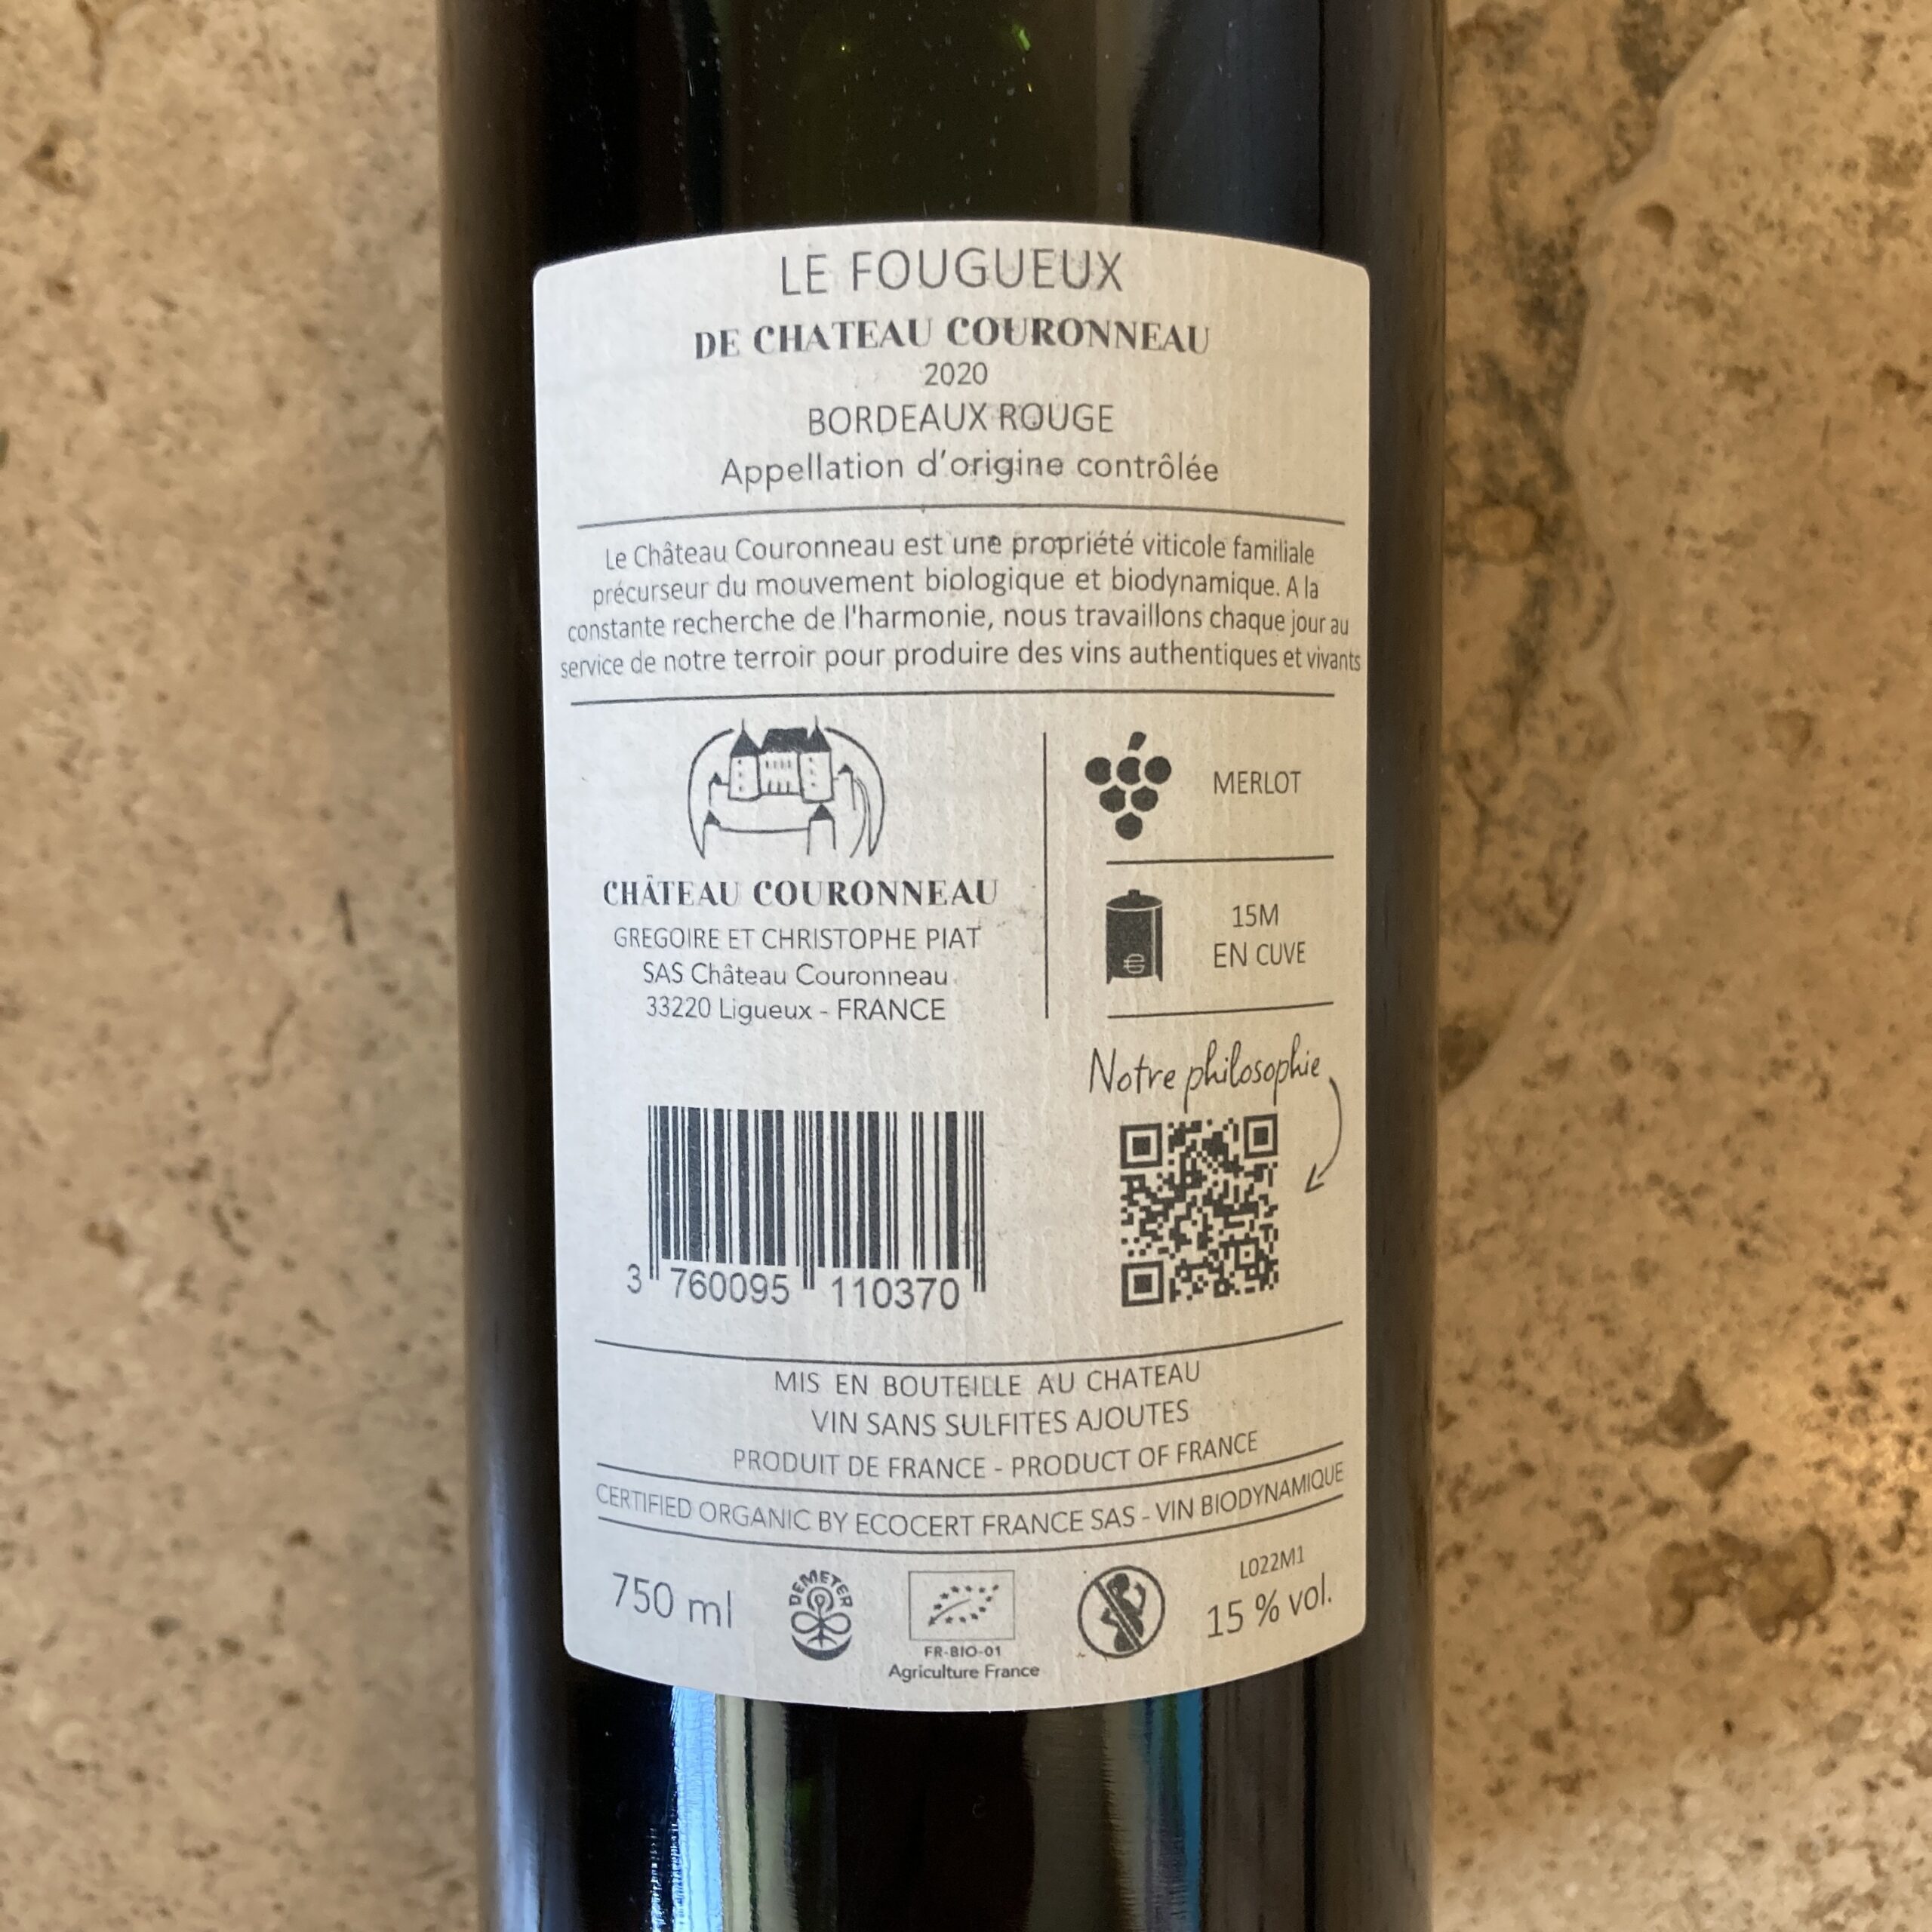 LE FOUGUEUX
DE CHATEAU COURONNEAU
2020
BORDEAUX ROUGE
Appellation d'origine contrôlée
Le Château Couronneau est une propriété viticole familiale
précurseur du mouvement biologique et biodynamique. A la
constante recherche de l'harmonie, nous travaillons chaque jour au
service de notre terroir pour produire des vins authentiques et vivants
MERLOT
CHÂTEAU COURONNEAU
GREGOIRE ET CHRISTOPHE PIAT
SAS Château Couronneau
33220 Ligueux - FRANCE
15M
EN CUVE
Notre philosophie
3 760095 110370
MIS EN BOUTEILLE AU CHATEAU
VIN SANS SULFITES AJOUTES
PRODUIT DE FRANCE - PRODUCT OF FRANCE
CERTIFIED ORGANIC BY ECOCERT FRANCE SAS - VIN BIODYNAMIQUE
750 ml
DEMETER
FR-BIO-01
Agriculture France
L022M1
15 % vol.